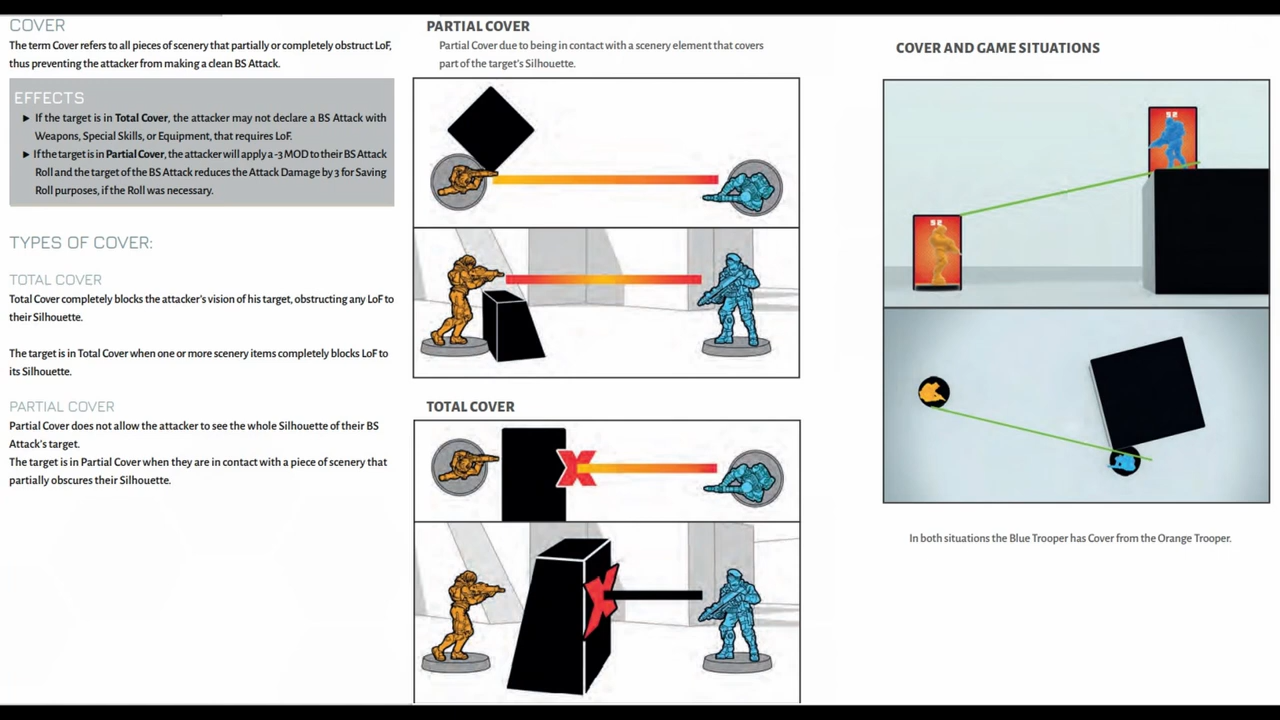 COVER
The term Cover refers to all pieces of scenery that partially or completely obstruct LoF,
thus preventing the attacker from making a clean BS Attack.
EFFECTS
► If the target is in Total Cover, the attacker may not declare a BS Attack with
Weapons, Special Skills, or Equipment, that requires LoF.
► If the target is in Partial Cover, the attacker will apply a -3 MOD to their BS Attack
Roll and the target of the BS Attack reduces the Attack Damage by 3 for Saving
Roll purposes, if the Roll was necessary.
TYPES OF COVER:
TOTAL COVER
Total Cover completely blocks the attacker's vision of his target, obstructing any LoF to
their Silhouette.
The target is in Total Cover when one or more scenery items completely blocks LoF to
its Silhouette.
PARTIAL COVER
Partial Cover does not allow the attacker to see the whole Silhouette of their BS
Attack's target.
The target is in Partial Cover when they are in contact with a piece of scenery that
partially obscures their Silhouette.
PARTIAL COVER
Partial Cover due to being in contact with a scenery element that covers
part of the target's Silhouette.
TOTAL COVER
COVER AND GAME SITUATIONS
S2
S2
In both situations the Blue Trooper has Cover from the Orange Trooper.